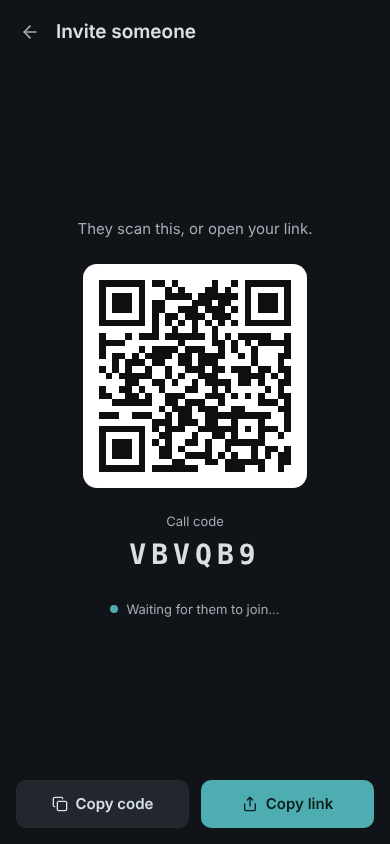 Invite someone
They scan this, or open your link.
Call code
VBVQB9
Waiting for them to join...
Copy code
Copy link